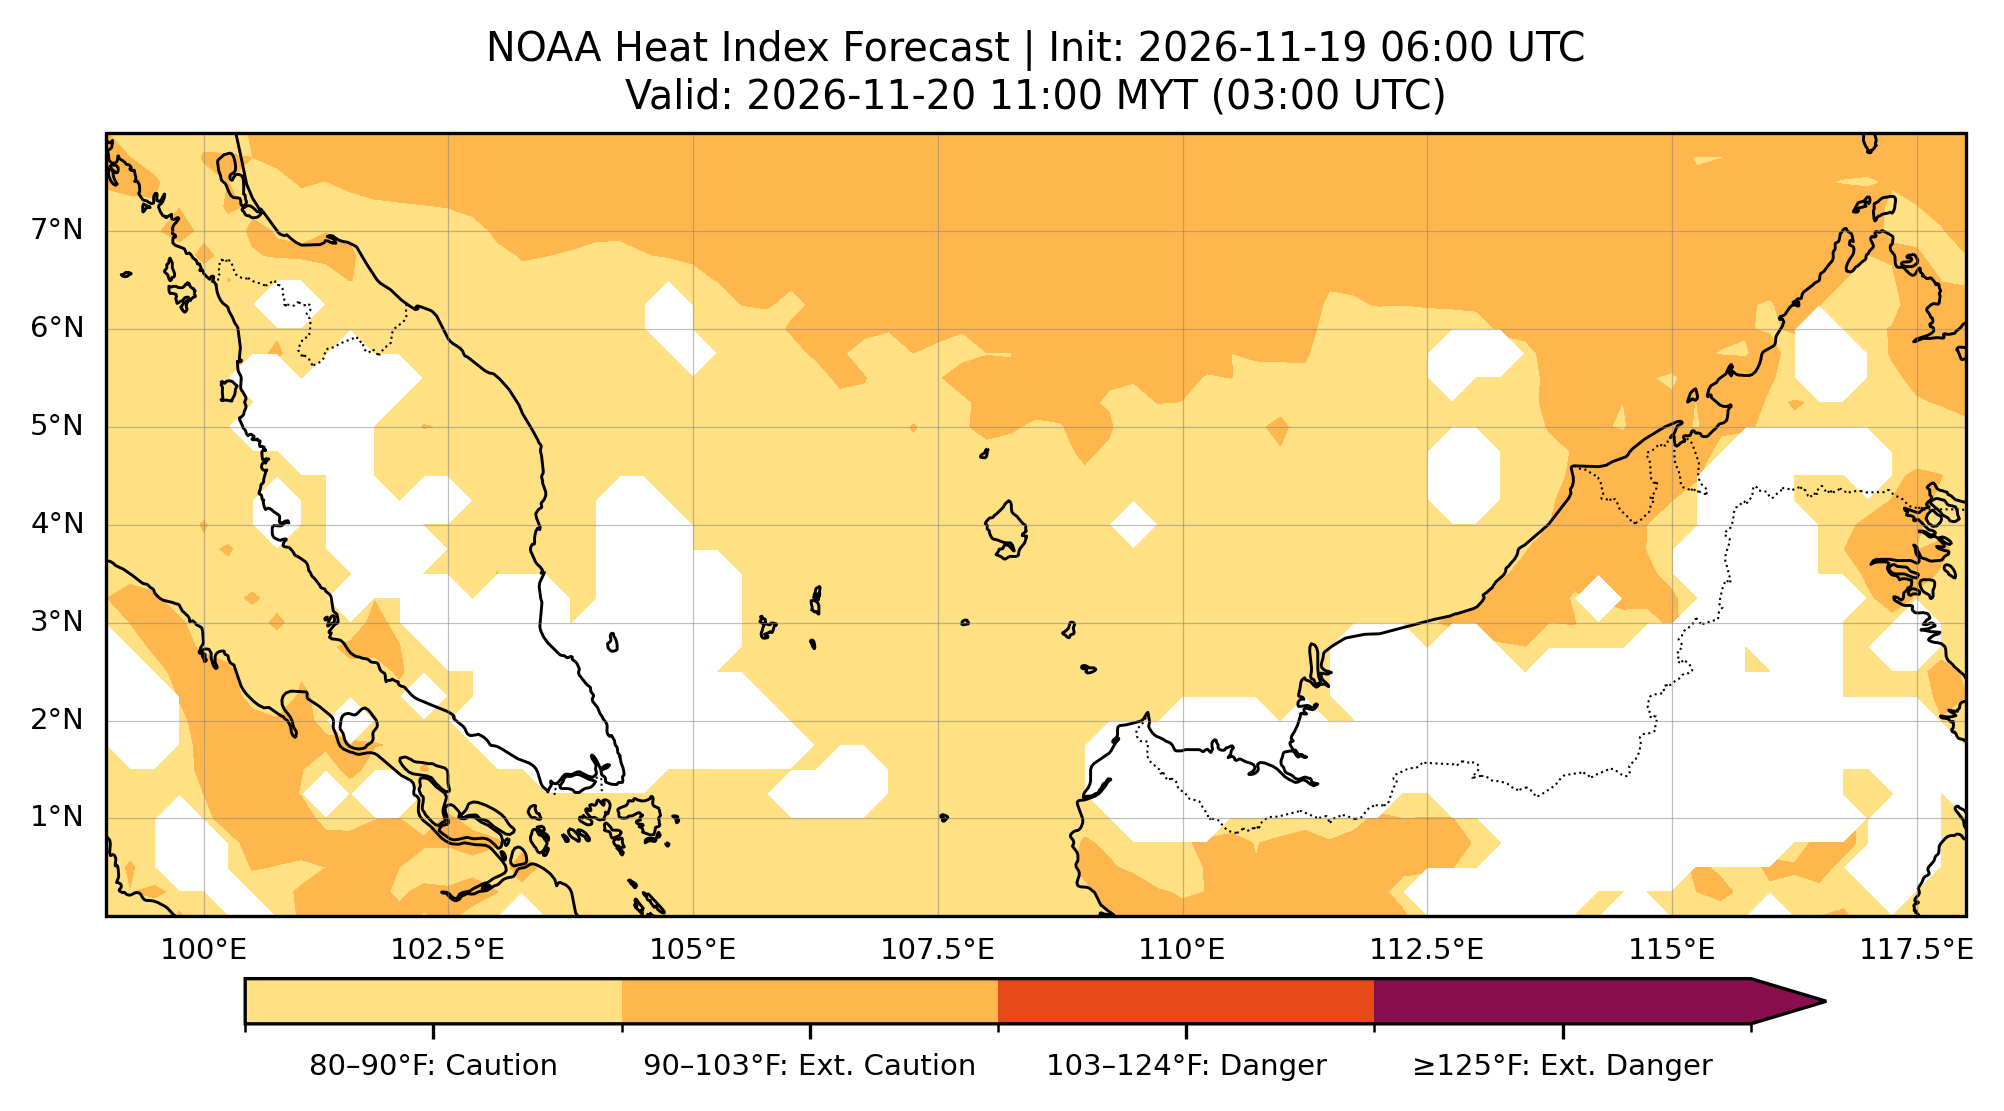 NOAA Heat Index Forecast | Init: 2026-11-19 06:00 UTC
Valid: 2026-11-20 11:00 MYT (03:00 UTC)
7°N
6°N
5°N
4°N
3°N
2°N
1°N
100°E
102.5°E
105°E
107.5°E
110°E
112.5°E
115°E
117.5°E
80–90°F: Caution
90–103°F: Ext. Caution
103–124°F: Danger
≥125°F: Ext. Danger